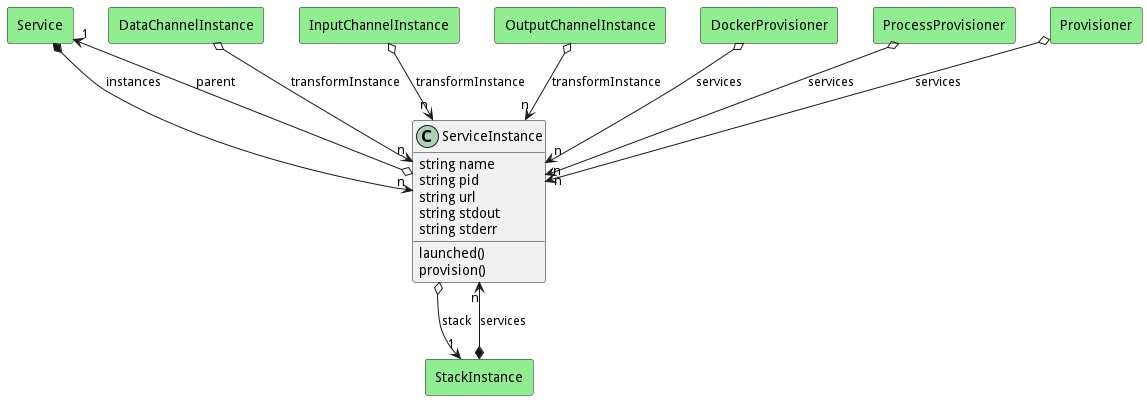 Service
DataChannelInstance
InputChannelInstance
OutputChannelInstance
DockerProvisioner
ProcessProvisioner
Provisioner
1
instances
parent
transformInstance
transformInstance
transformInstance
services
services
services
n
n
n
n
n
n
n
C ServiceInstance
string name
string pid
string url
string stdout
string stderr
launched()
provision()
n
stack
services
1
StackInstance